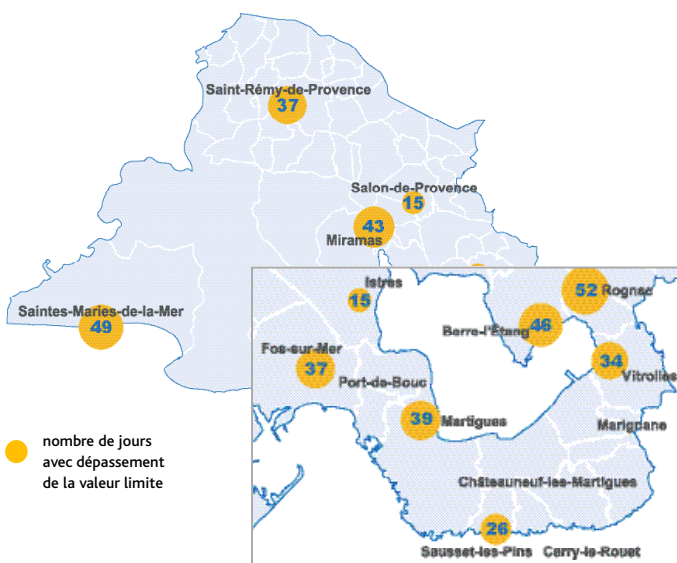 Saint-Rémy-de-Provence
37
Salon-de-Provence
15
43
Miramas
Saintes-Maries-de-la-Mer
49
Istres
15
52 Rognac
Berre-l'Étang 46
Fos-sur-Mer
37
34
Vitrolles
Port-de-Bouc
39 Martigues
Marignane
Châteauneuf-les-Martigues
26
Sausset-les-Pins Carry-le-Rouet
nombre de jours
avec dépassement
de la valeur limite